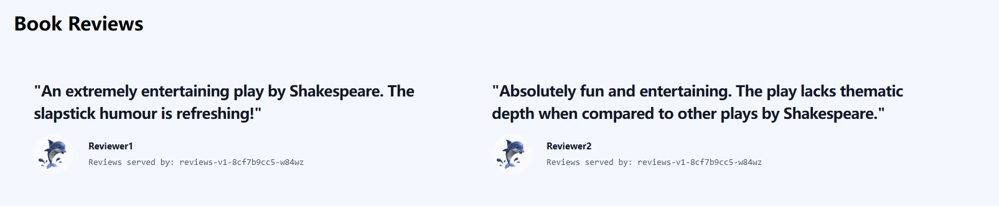 Book Reviews
"An extremely entertaining play by Shakespeare. The
slapstick humour is refreshing!"
Reviewer1
Reviews served by: reviews-v1-8cf7b9cc5-w84wz
"Absolutely fun and entertaining. The play lacks thematic
depth when compared to other plays by Shakespeare."
Reviewer2
Reviews served by: reviews-v1-8cf7b9cc5-w84wz